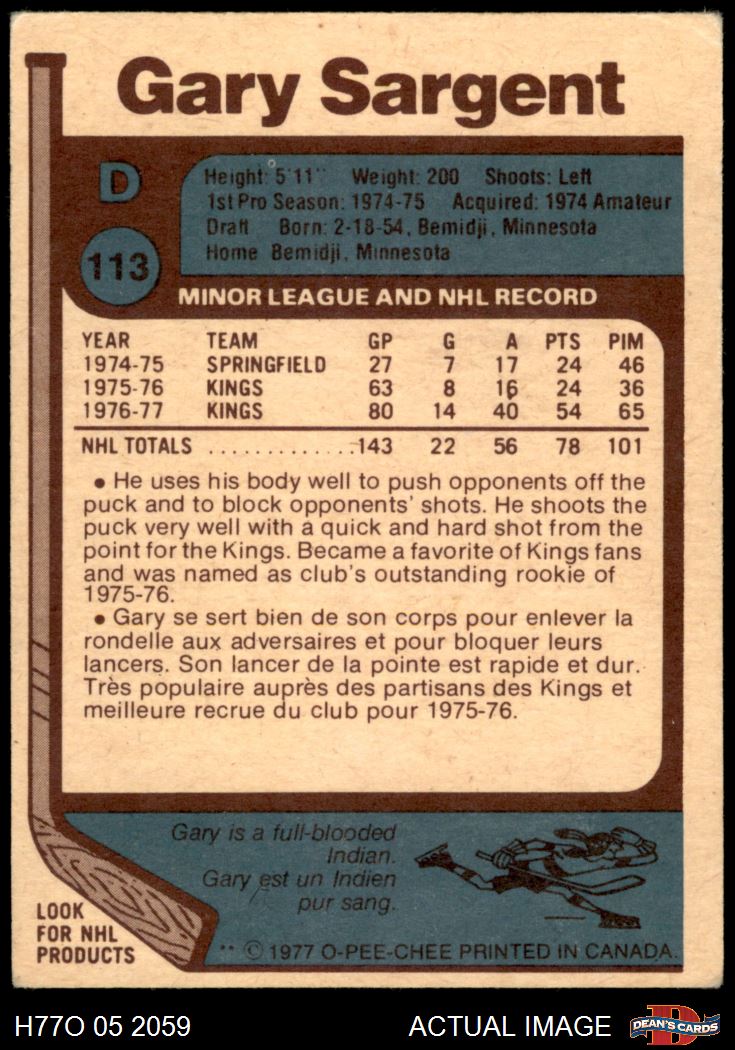 Gary Sargent
D
Height: 5'11" Weight: 200 Shoots: Left
1st Pro Season: 1974-75 Acquired: 1974 Amateur
Draft Born: 2-18-54, Bemidji, Minnesota
Home Bemidji, Minnesota
113
MINOR LEAGUE AND NHL RECORD
YEAR TEAM GP G A PTS PIM
1974-75 SPRINGFIELD 27 7 17 24 46
1975-76 KINGS 63 8 16 24 36
1976-77 KINGS 80 14 40 54 65
NHL TOTALS ............143 22 56 78 101
• He uses his body well to push opponents off the
puck and to block opponents' shots. He shoots the
puck very well with a quick and hard shot from the
point for the Kings. Became a favorite of Kings fans
and was named as club's outstanding rookie of
1975-76.
• Gary se sert bien de son corps pour enlever la
rondelle aux adversaires et pour bloquer leurs
lancers. Son lancer de la pointe est rapide et dur.
Très populaire auprès des partisans des Kings et
meilleure recrue du club pour 1975-76.
Gary is a full-blooded
Indian.
Gary est un Indien
pur sang.
LOOK
FOR NHL
PRODUCTS
** © 1977 O-PEE-CHEE PRINTED IN CANADA.
H77O 05 2059
ACTUAL IMAGE
D
DEAN'S CARDS